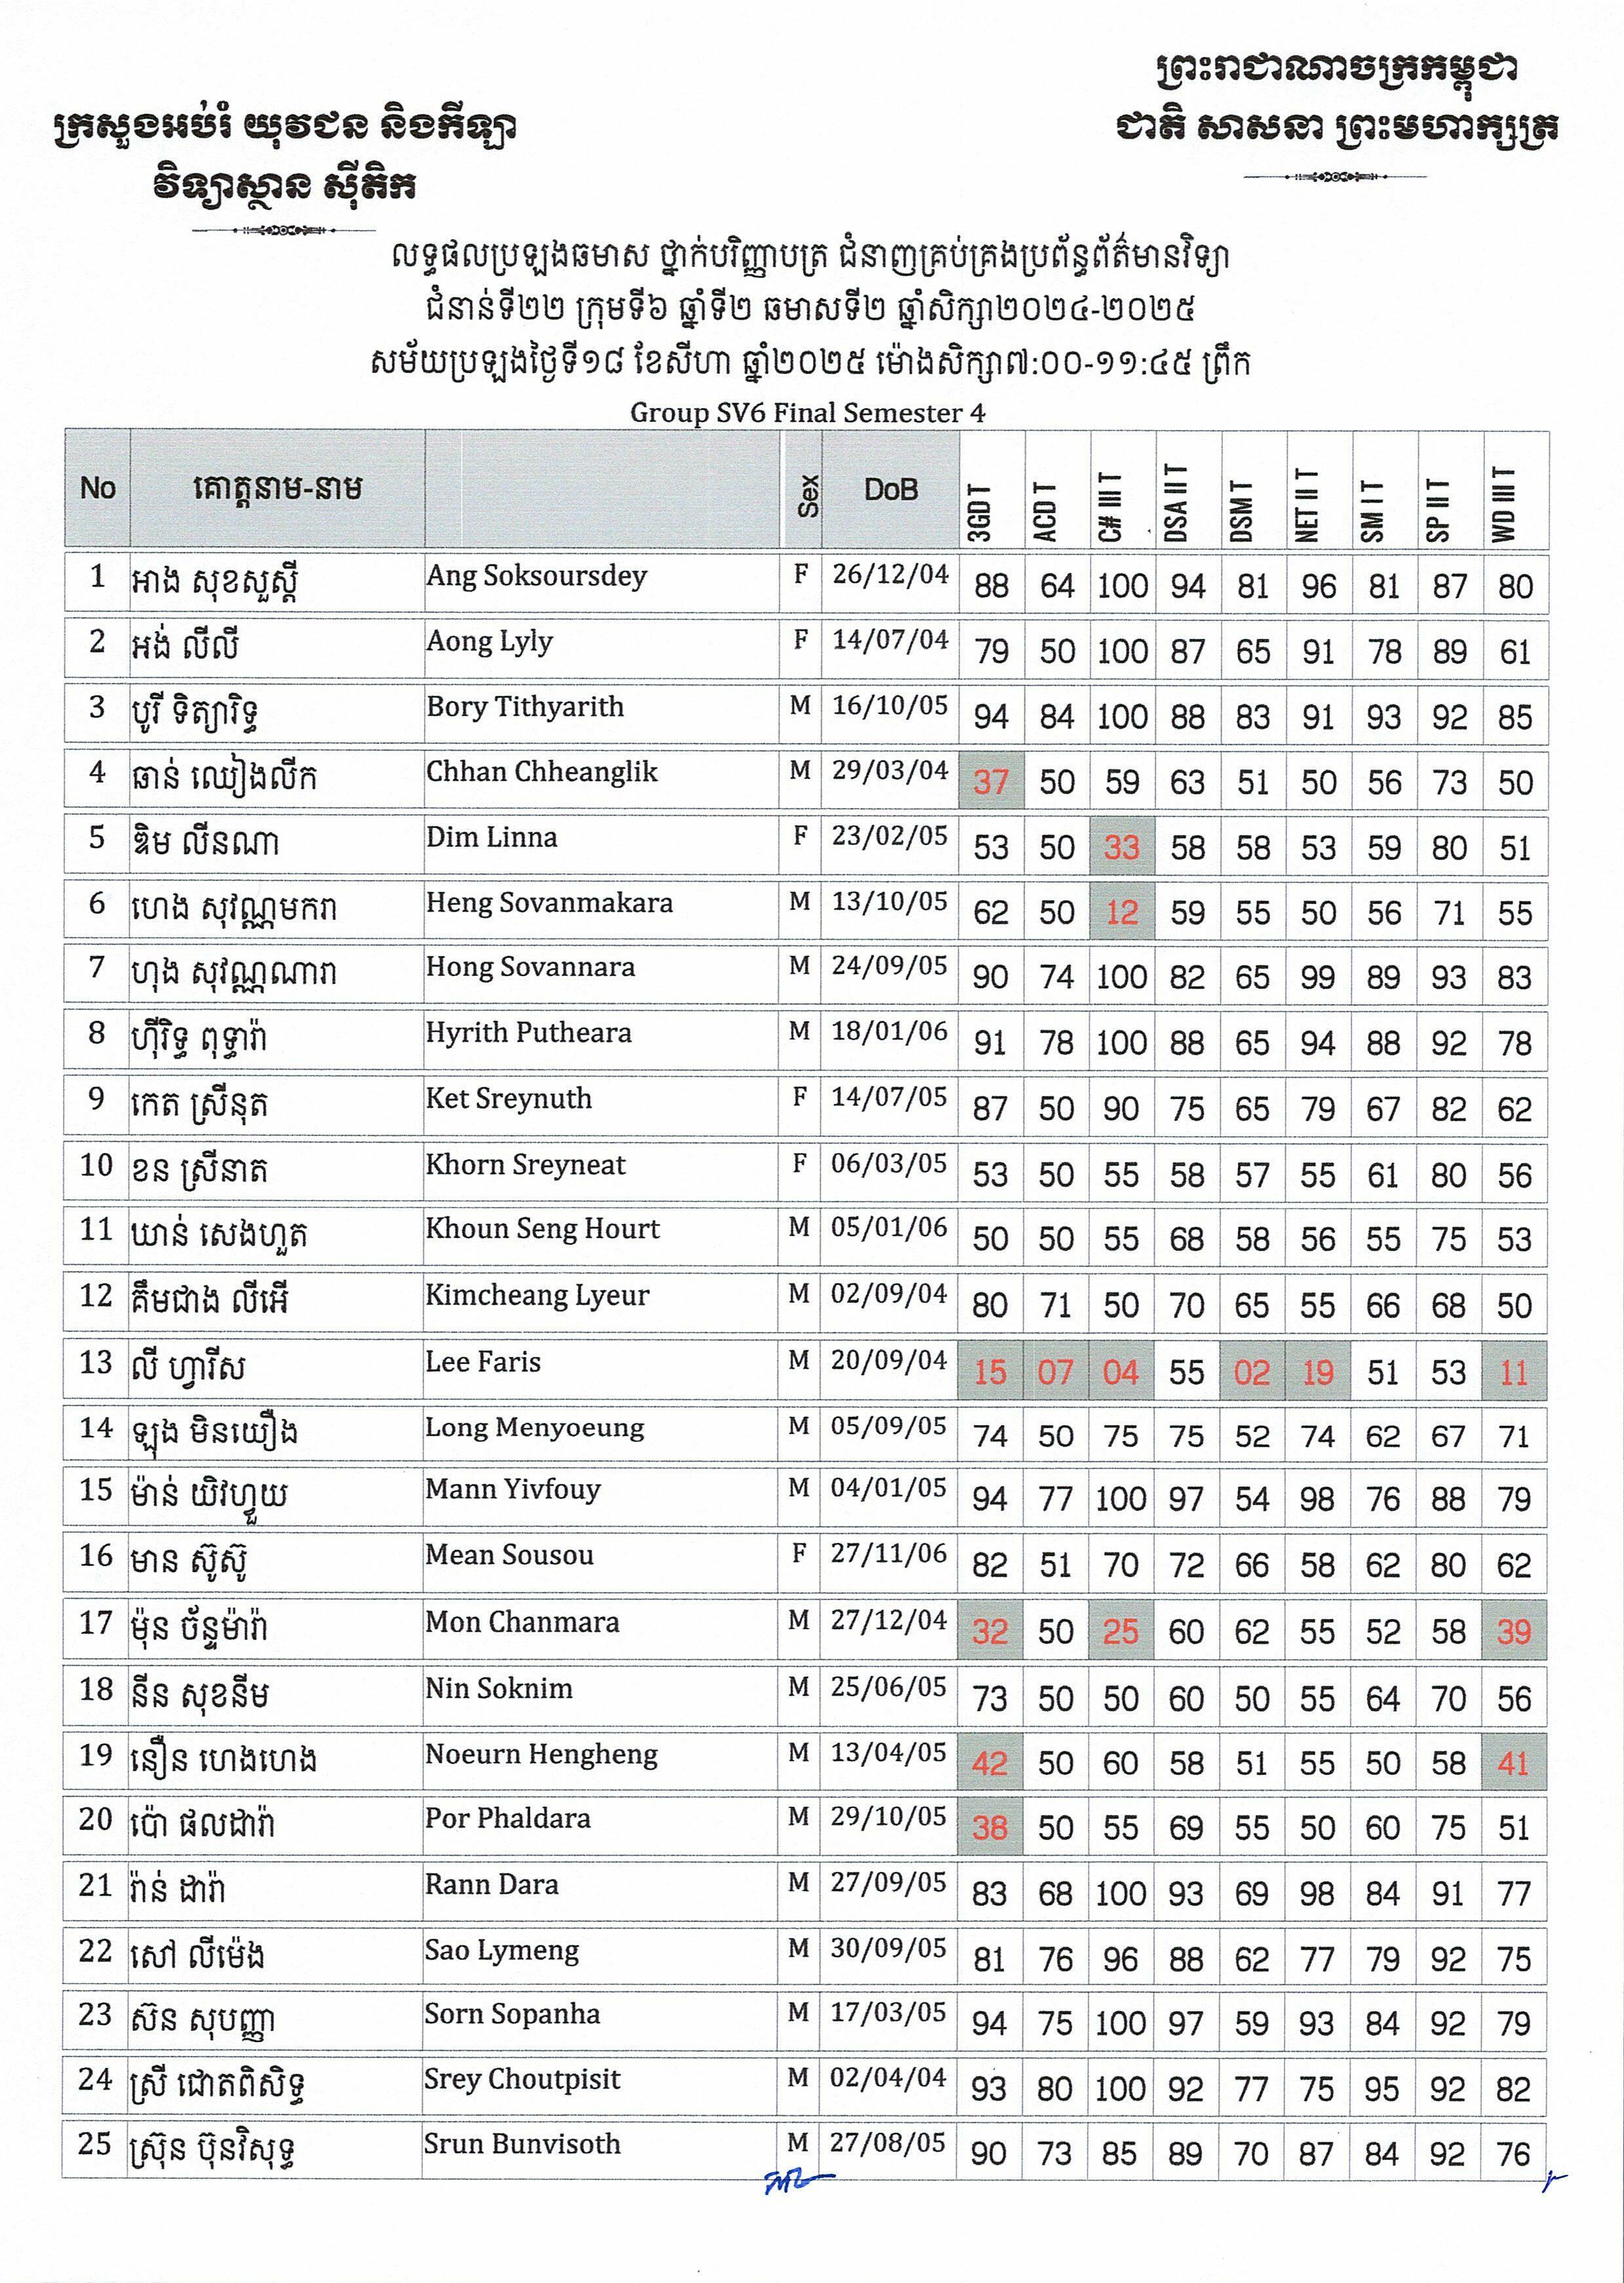 ព្រះរាជាណាចក្រកម្ពុជា
ជាតិ សាសនា ព្រះមហាក្សត្រ
ក្រសួងអប់រំ យុវជន និងកីឡា
វិទ្យាស្ថាន ស៊ីតិក
លទ្ធផលប្រឡងឆមាស ថ្នាក់បរិញ្ញាបត្រ ជំនាញគ្រប់គ្រងប្រព័ន្ធព័ត៌មានវិទ្យា
ជំនាន់ទី២២ ក្រុមទី៦ ឆ្នាំទី២ ឆមាសទី២ ឆ្នាំសិក្សា២០២៤-២០២៥
សម័យប្រឡងថ្ងៃទី១៨ ខែសីហា ឆ្នាំ២០២៥ ម៉ោងសិក្សា៧:០០-១១:៤៥ ព្រឹក
Group SV6 Final Semester 4
No គោត្តនាម-នាម Sex DoB 3GD T ACD T C# III T DSA II T DSM T NET II T SM I T SP II T WD III T
1 អាង សុខសួស្តី Ang Soksoursdey F 26/12/04 88 64 100 94 81 96 81 87 80
2 អង់ លីលី Aong Lyly F 14/07/04 79 50 100 87 65 91 78 89 61
3 បូរី ទិត្យារិទ្ធ Bory Tithyarith M 16/10/05 94 84 100 88 83 91 93 92 85
4 ឆាន់ ឈៀងលីក Chhan Chheanglik M 29/03/04 37 50 59 63 51 50 56 73 50
5 ឌិម លីនណា Dim Linna F 23/02/05 53 50 33 58 58 53 59 80 51
6 ហេង សុវណ្ណមករា Heng Sovanmakara M 13/10/05 62 50 12 59 55 50 56 71 55
7 ហុង សុវណ្ណណារា Hong Sovannara M 24/09/05 90 74 100 82 65 99 89 93 83
8 ហ៊ីរិទ្ធ ពុទ្ធារ៉ា Hyrith Putheara M 18/01/06 91 78 100 88 65 94 88 92 78
9 កេត ស្រីនុត Ket Sreynuth F 14/07/05 87 50 90 75 65 79 67 82 62
10 ខន ស្រីនាត Khorn Sreyneat F 06/03/05 53 50 55 58 57 55 61 80 56
11 ឃាន់ សេងហួត Khoun Seng Hourt M 05/01/06 50 50 55 68 58 56 55 75 53
12 គឹមជាង លីអើ Kimcheang Lyeur M 02/09/04 80 71 50 70 65 55 66 68 50
13 លី ហ្វារីស Lee Faris M 20/09/04 15 07 04 55 02 19 51 53 11
14 ឡុង មិនយឿង Long Menyoeung M 05/09/05 74 50 75 75 52 74 62 67 71
15 ម៉ាន់ យិវហ្វួយ Mann Yivfouy M 04/01/05 94 77 100 97 54 98 76 88 79
16 មាន ស៊ូស៊ូ Mean Sousou F 27/11/06 82 51 70 72 66 58 62 80 62
17 ម៉ុន ច័ន្ទម៉ារ៉ា Mon Chanmara M 27/12/04 32 50 25 60 62 55 52 58 39
18 នីន សុខនីម Nin Soknim M 25/06/05 73 50 50 60 50 55 64 70 56
19 នឿន ហេងហេង Noeurn Hengheng M 13/04/05 42 50 60 58 51 55 50 58 41
20 ប៉ោ ផលដារ៉ា Por Phaldara M 29/10/05 38 50 55 69 55 50 60 75 51
21 រ៉ាន់ ដារ៉ា Rann Dara M 27/09/05 83 68 100 93 69 98 84 91 77
22 សៅ លីម៉េង Sao Lymeng M 30/09/05 81 76 96 88 62 77 79 92 75
23 ស៊ន សុបញ្ញា Sorn Sopanha M 17/03/05 94 75 100 97 59 93 84 92 79
24 ស្រី ជោតពិសិទ្ធ Srey Choutpisit M 02/04/04 93 80 100 92 77 75 95 92 82
25 ស្រ៊ុន ប៊ុនវិសុទ្ធ Srun Bunvisoth M 27/08/05 90 73 85 89 70 87 84 92 76